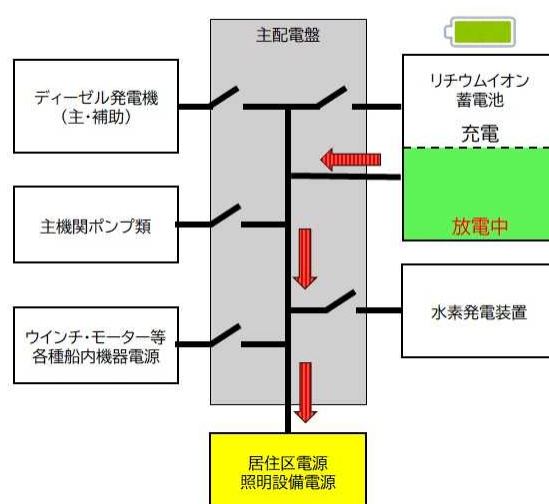 主配電盤
ディーゼル発電機
（主・補助）
リチウムイオン
蓄電池
充電
放電中
主機関ポンプ類
水素発電装置
ウインチ・モーター等
各種船内機器電源
居住区電源
照明設備電源